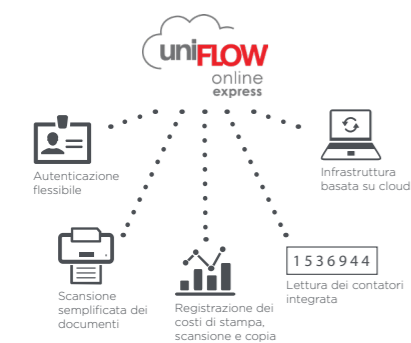 uniFLOW
online
express
Autenticazione
flessibile
Infrastruttura
basata su cloud
Scansione
semplificata dei
documenti
Registrazione dei
costi di stampa,
scansione e copia
1536944
Lettura dei contatori
integrata